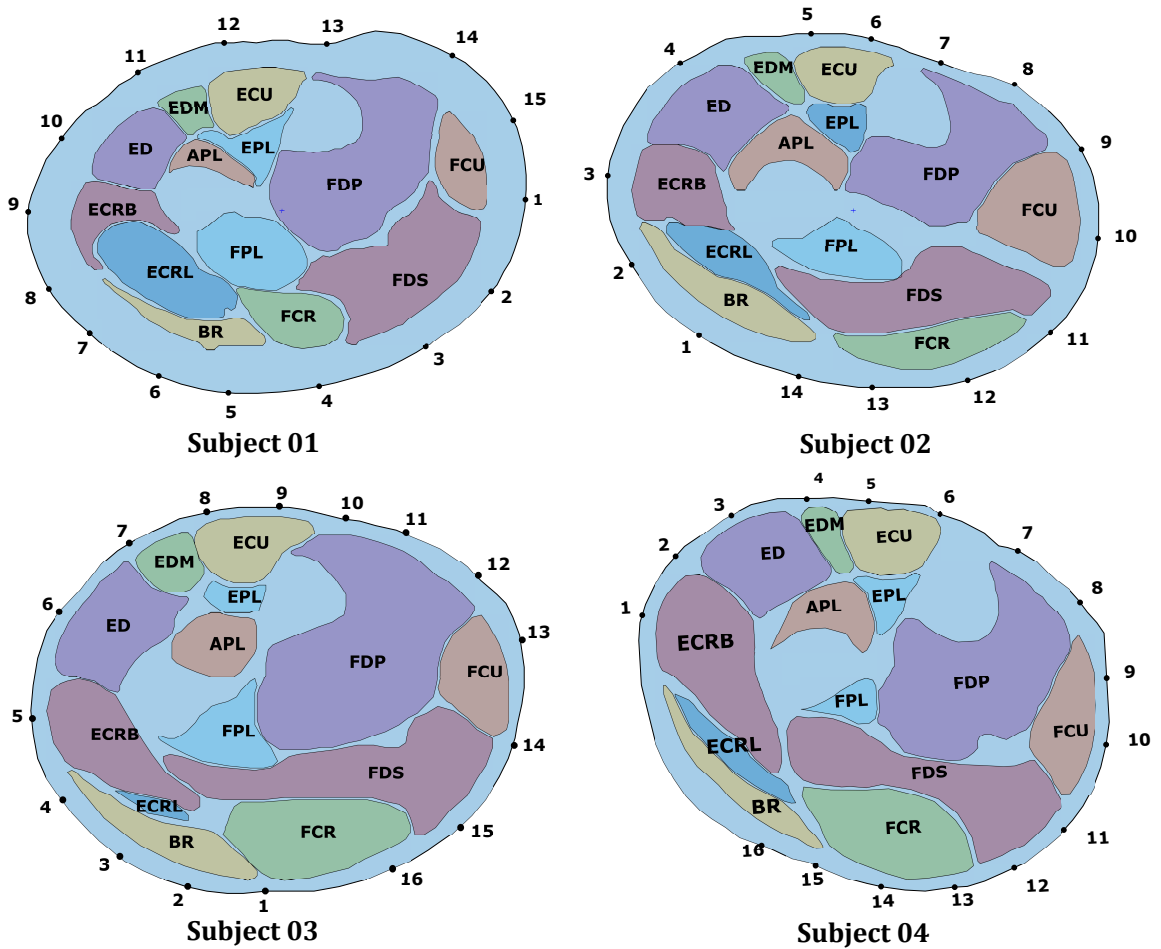 12 13 14
11 15
10 1
9 2
8 3
7 4
6 5
EDM ECU
ED APL EPL FDP FCU
ECRB ECRL FPL FDS
BR FCR
Subject 01
5 6 7
4 8
3 9
2 10
1 11
14 13 12
EDM ECU
ED APL EPL FDP
ECRB FCU
ECRL FPL FDS
BR FCR
Subject 02
8 9 10 11
7 12
6 13
5 14
4 15
3 16
2 1
EDM ECU
ED EPL
APL FDP FCU
ECRB FPL FDS
ECRL
BR FCR
Subject 03
4 5 6
3 7
2 8
1 9
10
16 11
15 12
14 13
EDM ECU
ED APL EPL
ECRB FDP
FPL FCU
ECRL FDS
BR FCR
Subject 04